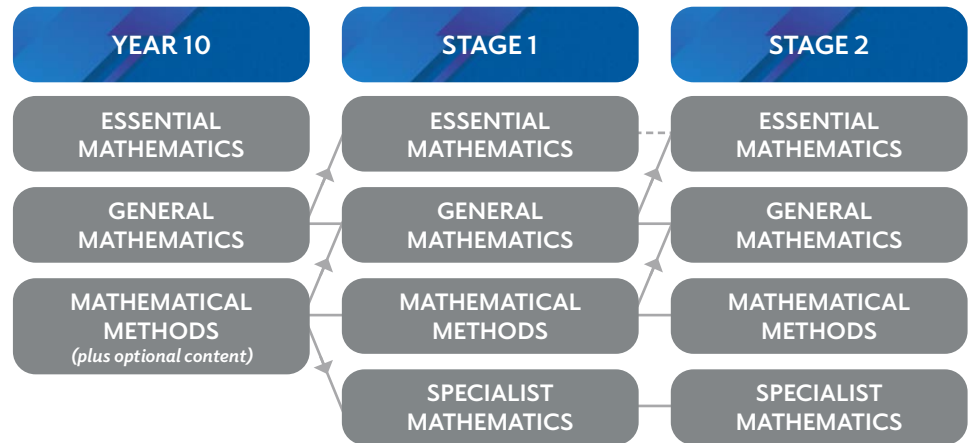 YEAR 10
STAGE 1
STAGE 2
ESSENTIAL
MATHEMATICS
ESSENTIAL
MATHEMATICS
ESSENTIAL
MATHEMATICS
GENERAL
MATHEMATICS
GENERAL
MATHEMATICS
GENERAL
MATHEMATICS
MATHEMATICAL
METHODS
(plus optional content)
MATHEMATICAL
METHODS
MATHEMATICAL
METHODS
SPECIALIST
MATHEMATICS
SPECIALIST
MATHEMATICS